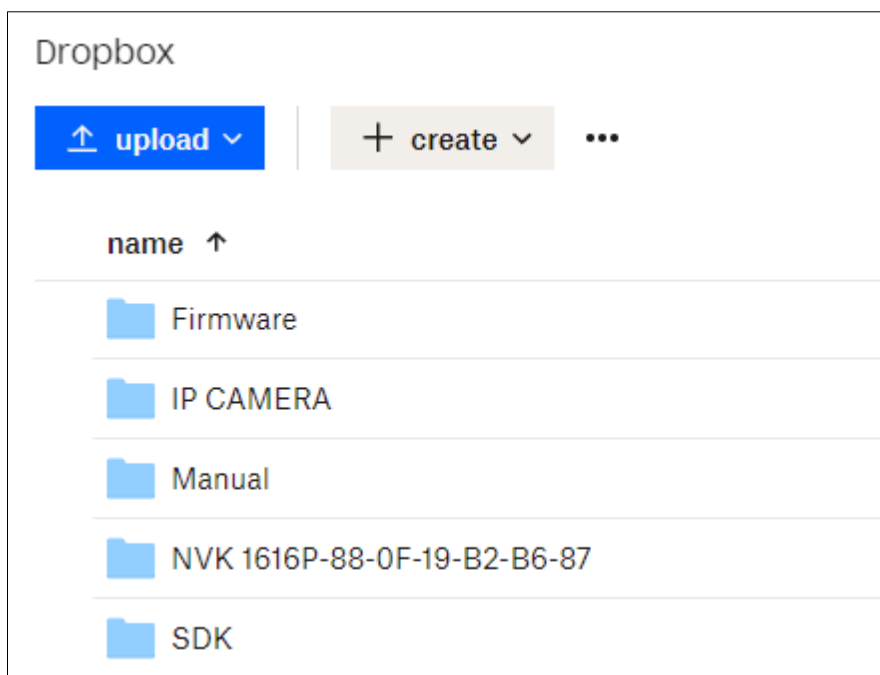 Dropbox
upload
create
name
Firmware
IP CAMERA
Manual
NVK 1616P-88-0F-19-B2-B6-87
SDK